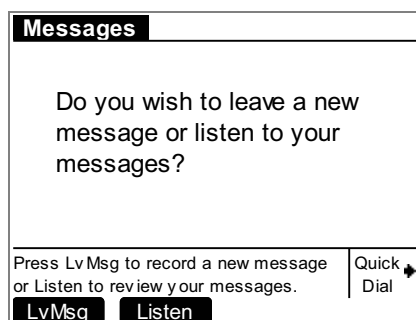 Messages
Do you wish to leave a new
message or listen to your
messages?
Press LvMsg to record a new message
or Listen to review your messages.
Quick
Dial
LvMsg Listen